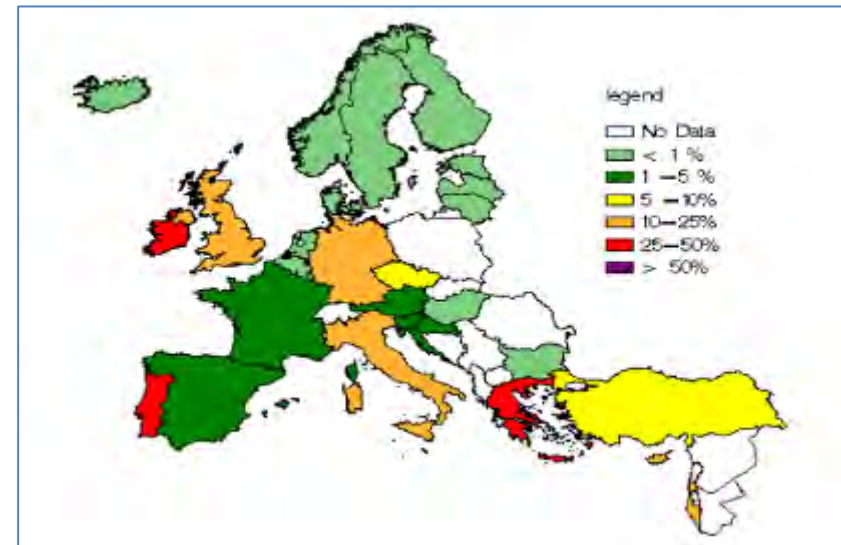 legend
No Data
< 1 %
1 –5 %
5 –10%
10–25%
25–50%
> 50%